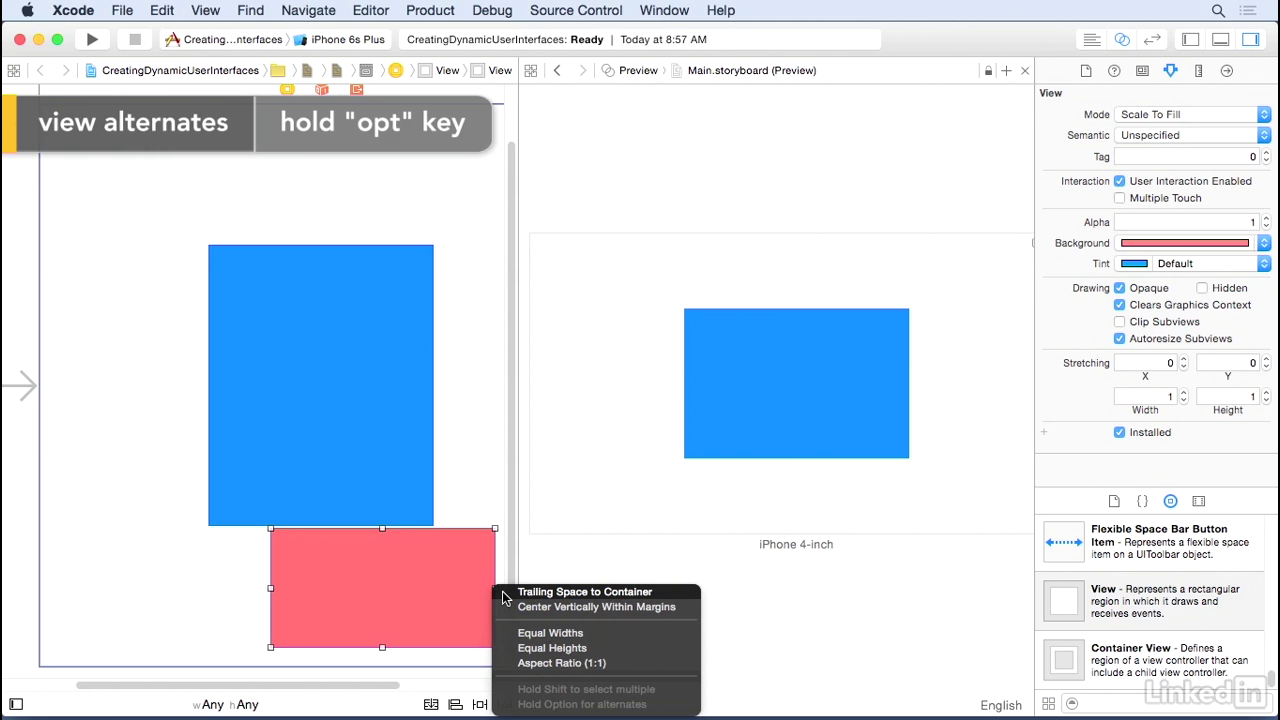 Xcode File Edit View Find Navigate Editor Product Debug Source Control Window Help
Creating...nterfaces iPhone 6s Plus CreatingDynamicUserInterfaces: Ready Today at 8:57 AM
CreatingDynamicUserInterfaces View View Preview Main.storyboard (Preview)
view alternates hold "opt" key
View
Mode Scale To Fill
Semantic Unspecified
Tag 0
Interaction User Interaction Enabled
Multiple Touch
Alpha 1
Background
Tint Default
Drawing Opaque Hidden
Clears Graphics Context
Clip Subviews
Autoresize Subviews
Stretching 0 0
X Y
1 1
Width Height
Installed
iPhone 4-inch
Flexible Space Bar Button
Item - Represents a flexible
space item on a UIToolbar object.
View - Represents a rectangular
region in which it draws and
receives events.
Container View - Defines a
region of a view controller that can
include a child view controller.
Trailing Space to Container
Center Vertically Within Margins
Equal Widths
Equal Heights
Aspect Ratio (1:1)
Hold Shift to select multiple
Hold Option for alternates
wAny hAny
English
LinkedIn